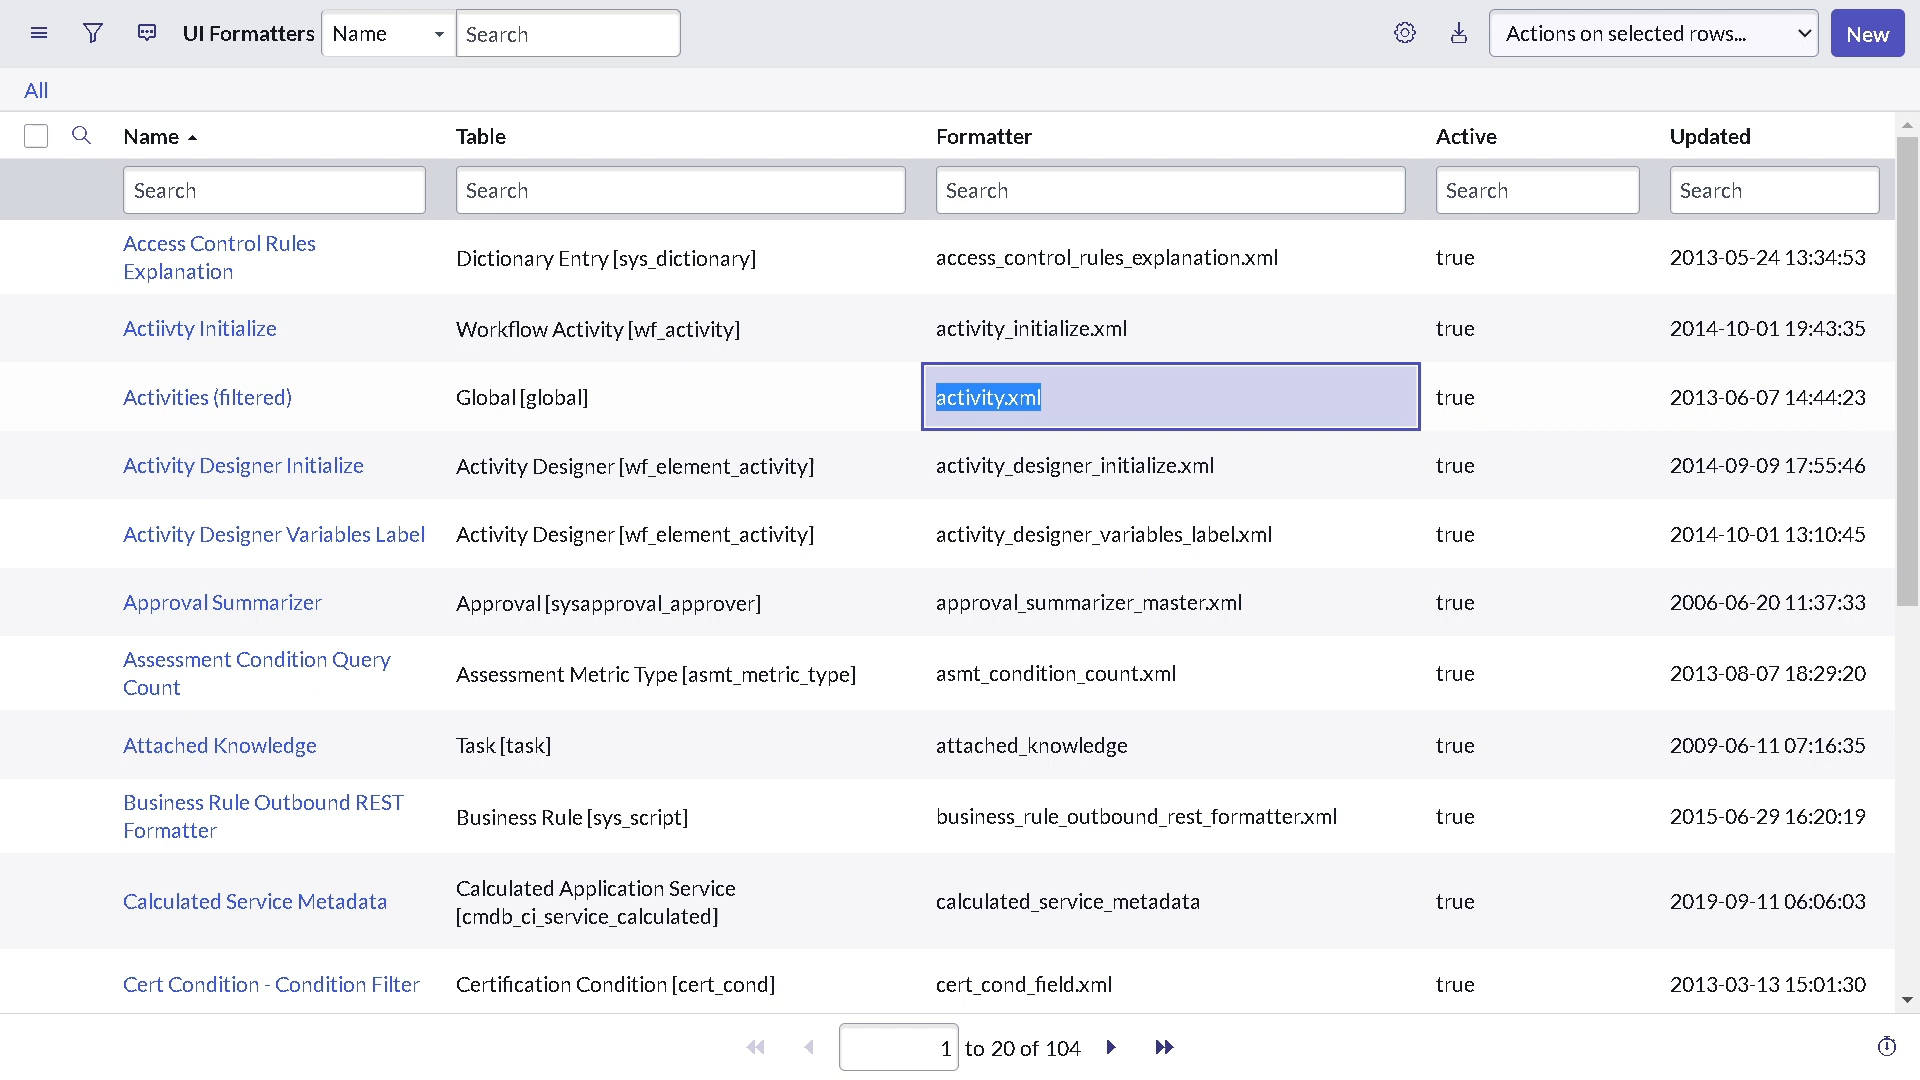 UI Formatters Name Search Actions on selected rows... New
All
Name Table Formatter Active Updated
Search Search Search Search Search
Access Control Rules Explanation Dictionary Entry [sys_dictionary] access_control_rules_explanation.xml true 2013-05-24 13:34:53
Actiivty Initialize Workflow Activity [wf_activity] activity_initialize.xml true 2014-10-01 19:43:35
Activities (filtered) Global [global] activity.xml true 2013-06-07 14:44:23
Activity Designer Initialize Activity Designer [wf_element_activity] activity_designer_initialize.xml true 2014-09-09 17:55:46
Activity Designer Variables Label Activity Designer [wf_element_activity] activity_designer_variables_label.xml true 2014-10-01 13:10:45
Approval Summarizer Approval [sysapproval_approver] approval_summarizer_master.xml true 2006-06-20 11:37:33
Assessment Condition Query Count Assessment Metric Type [asmt_metric_type] asmt_condition_count.xml true 2013-08-07 18:29:20
Attached Knowledge Task [task] attached_knowledge true 2009-06-11 07:16:35
Business Rule Outbound REST Formatter Business Rule [sys_script] business_rule_outbound_rest_formatter.xml true 2015-06-29 16:20:19
Calculated Service Metadata Calculated Application Service [cmdb_ci_service_calculated] calculated_service_metadata true 2019-09-11 06:06:03
Cert Condition - Condition Filter Certification Condition [cert_cond] cert_cond_field.xml true 2013-03-13 15:01:30
1 to 20 of 104